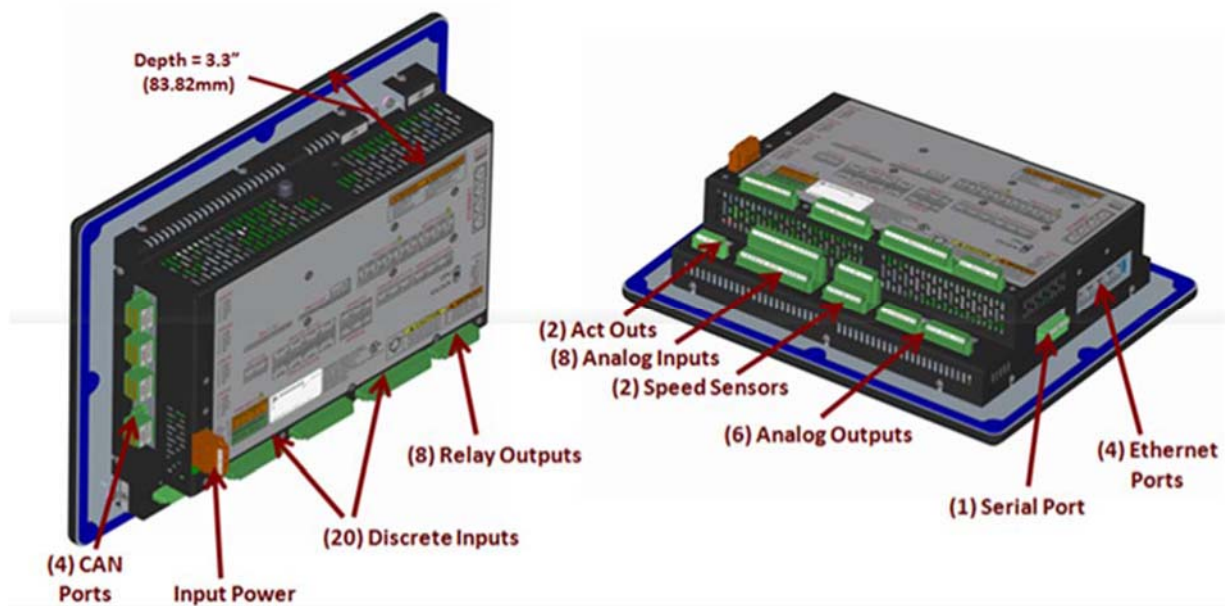 Depth = 3.3”
(83.82mm)
(4) CAN
Ports
Input Power
(20) Discrete Inputs
(8) Relay Outputs
(2) Act Outs
(8) Analog Inputs
(2) Speed Sensors
(6) Analog Outputs
(1) Serial Port
(4) Ethernet
Ports